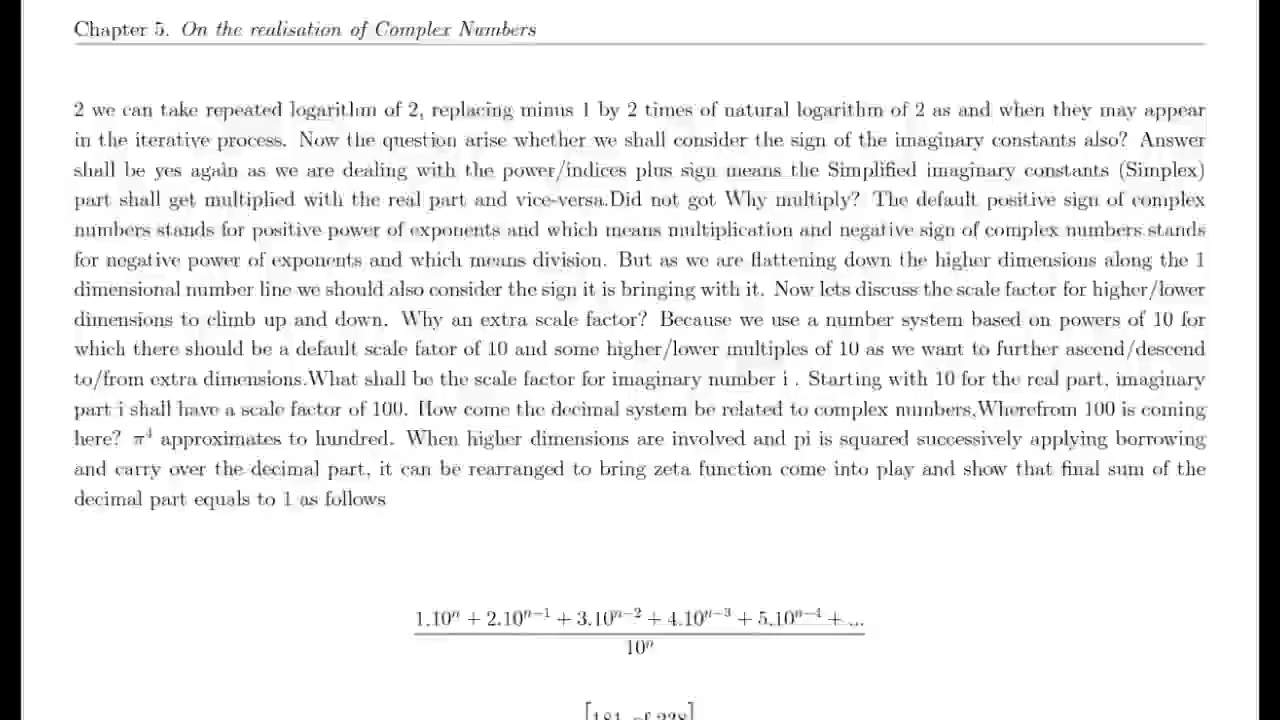 Chapter 5. On the realisation of Complex Numbers
2 we can take repeated logarithm of 2, replacing minus 1 by 2 times of natural logarithm of 2 as and when they may appear
in the iterative process. Now the question arise whether we shall consider the sign of the imaginary constants also? Answer
shall be yes again as we are dealing with the power/indices plus sign means the Simplified imaginary constants (Simplex)
part shall get multiplied with the real part and vice-versa.Did not got Why multiply? The default positive sign of complex
numbers stands for positive power of exponents and which means multiplication and negative sign of complex numbers stands
for negative power of exponents and which means division. But as we are flattening down the higher dimensions along the 1
dimensional number line we should also consider the sign it is bringing with it. Now lets discuss the scale factor for higher/lower
dimensions to climb up and down. Why an extra scale factor? Because we use a number system based on powers of 10 for
which there should be a default scale fator of 10 and some higher/lower multiples of 10 as we want to further ascend/descend
to/from extra dimensions.What shall be the scale factor for imaginary number i . Starting with 10 for the real part, imaginary
part i shall have a scale factor of 100. How come the decimal system be related to complex numbers,Wherefrom 100 is coming
here? π⁴ approximates to hundred. When higher dimensions are involved and pi is squared successively applying borrowing
and carry over the decimal part, it can be rearranged to bring zeta function come into play and show that final sum of the
decimal part equals to 1 as follows
1.10ⁿ + 2.10ⁿ⁻¹ + 3.10ⁿ⁻² + 4.10ⁿ⁻³ + 5.10ⁿ⁻⁴ + ...
10ⁿ
[181 of 228]